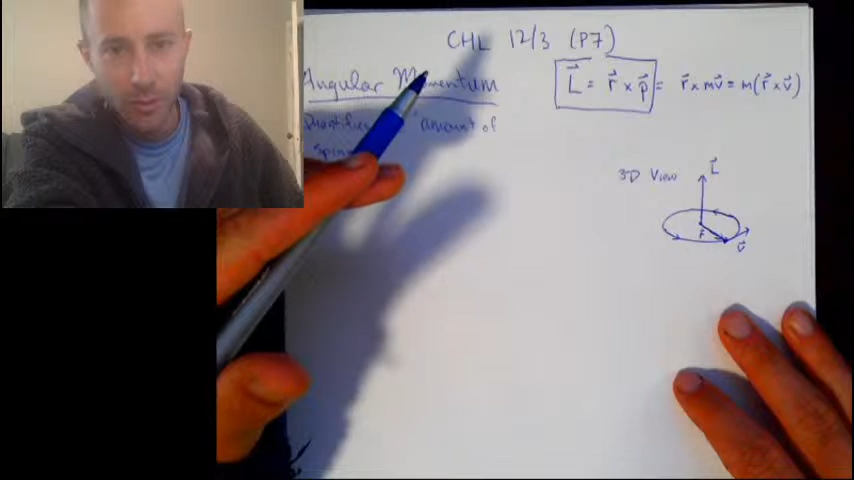 CHL 12/3 (P7)
Angular Momentum
L⃗ = r⃗ × p⃗ = r⃗ × mv⃗ = m(r⃗ × v⃗)
amount of
3D View
L⃗
r⃗
v⃗